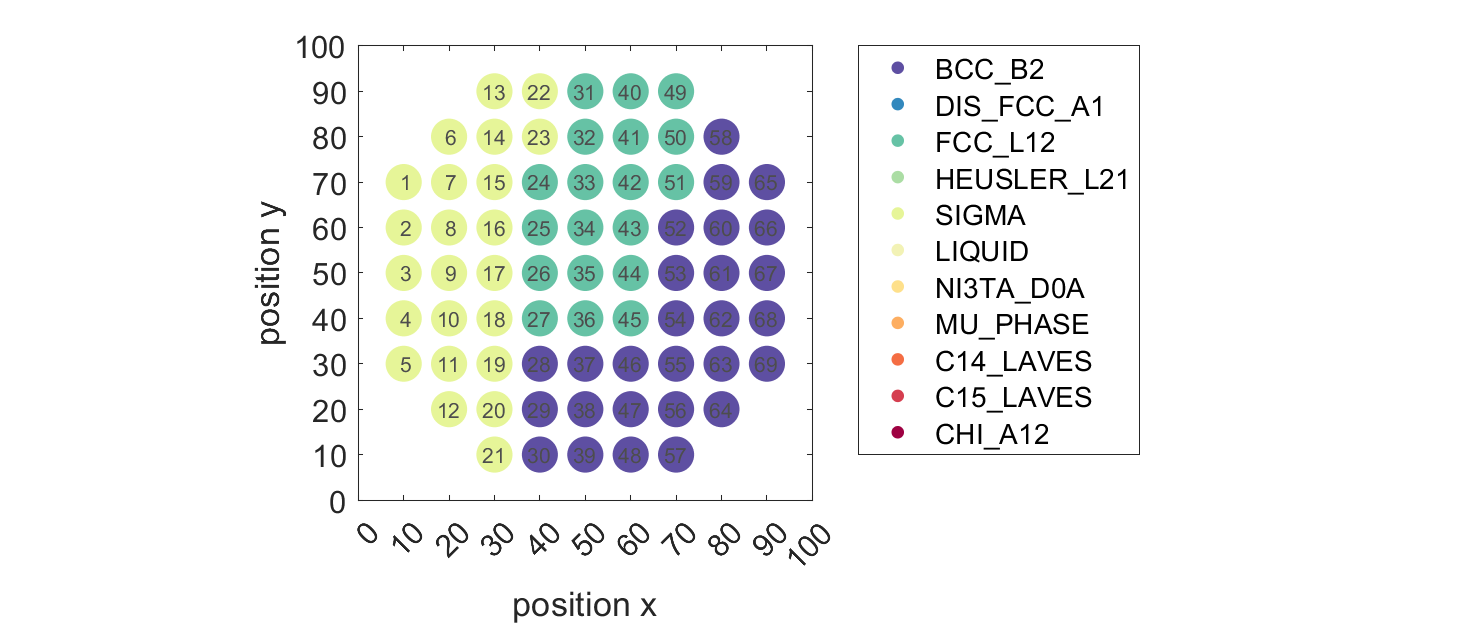 100
90
80
70
60
50
40
30
20
10
0
position y
13 22 31 40 49
6 14 23 32 41 50 58
1 7 15 24 33 42 51 59 65
2 8 16 25 34 43 52 60 66
3 9 17 26 35 44 53 61 67
4 10 18 27 36 45 54 62 68
5 11 19 28 37 46 55 63 69
12 20 29 38 47 56 64
21 30 39 48 57
0 10 20 30 40 50 60 70 80 90 100
position x
BCC_B2
DIS_FCC_A1
FCC_L12
HEUSLER_L21
SIGMA
LIQUID
NI3TA_D0A
MU_PHASE
C14_LAVES
C15_LAVES
CHI_A12